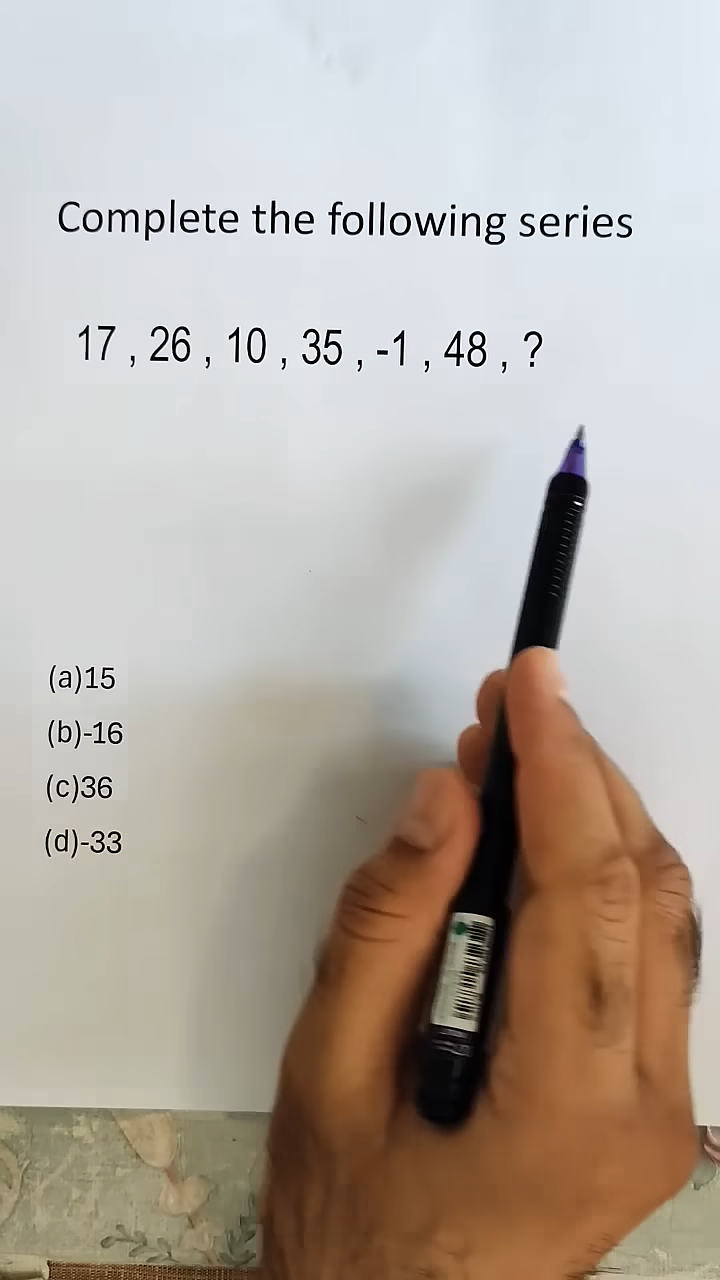 Complete the following series
17 , 26 , 10 , 35 , -1 , 48 , ?
(a)15
(b)-16
(c)36
(d)-33